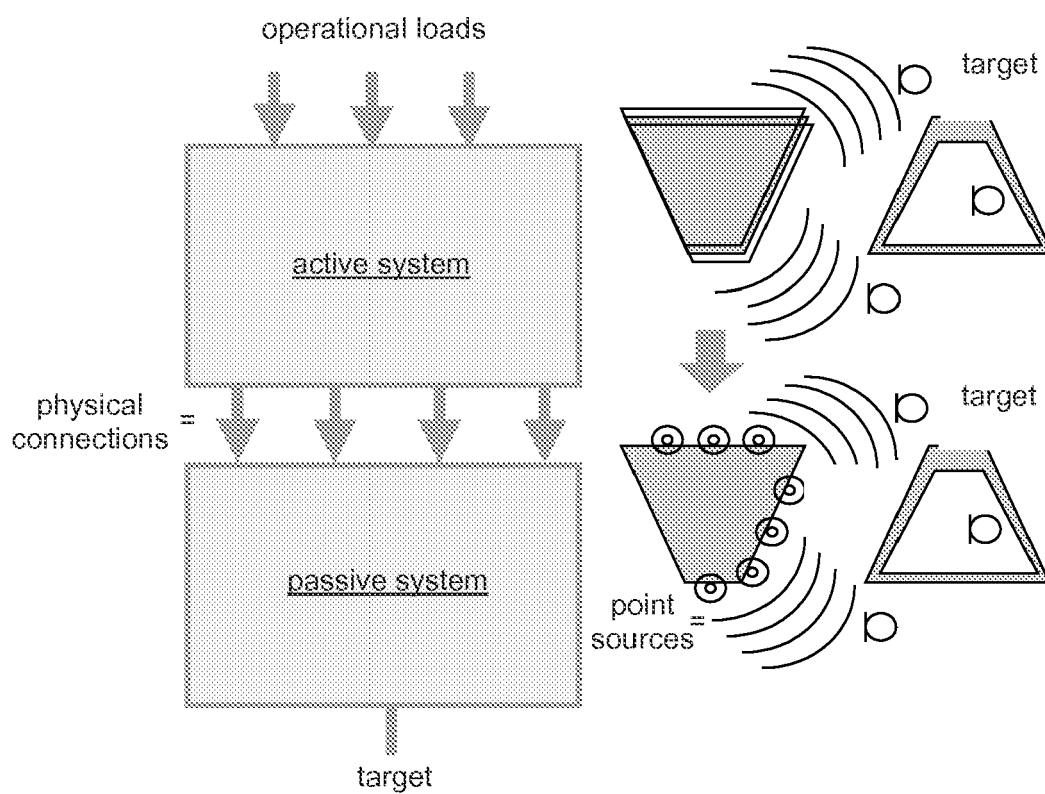 operational loads
target
active system
physical
connections =
target
passive system
point
sources =
target